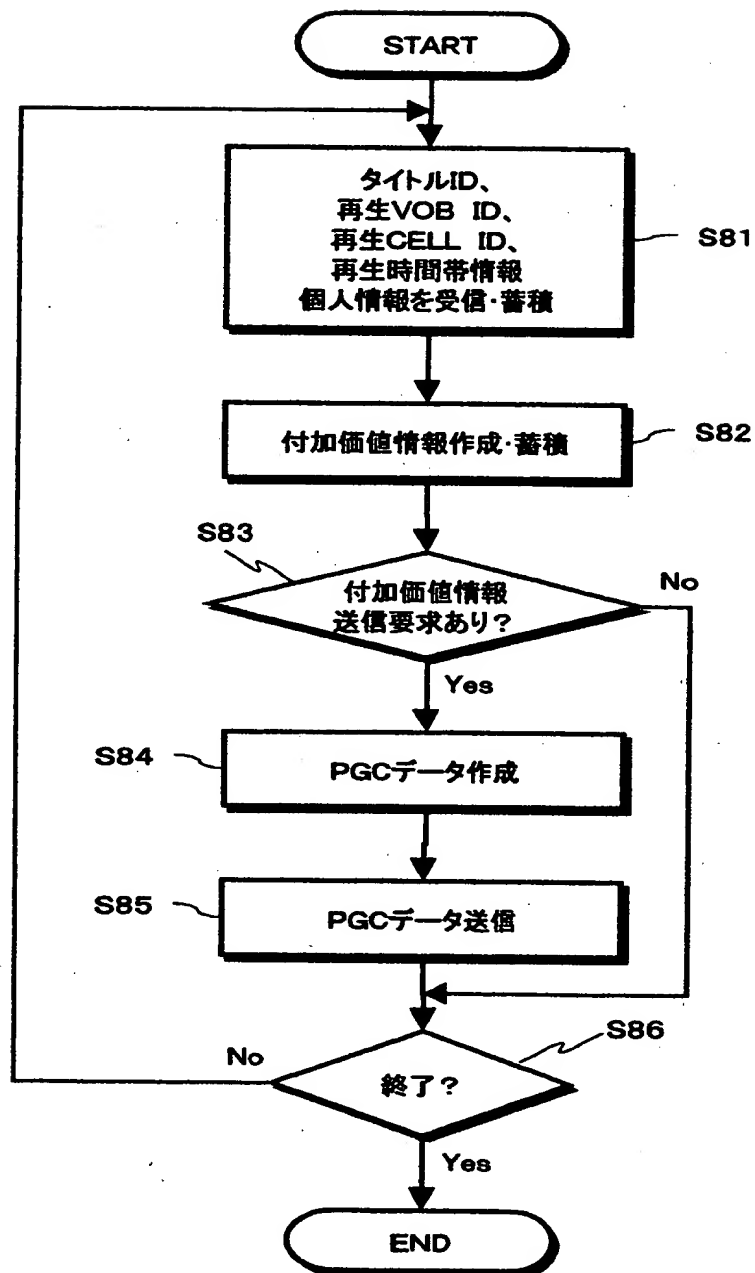 START
タイトルID、
再生VOB ID、
再生CELL ID、
再生時間帯情報
個人情報を受信・蓄積
S81
付加価値情報作成・蓄積
S82
S83
付加価値情報
送信要求あり？
No
Yes
S84
PGCデータ作成
S85
PGCデータ送信
S86
No
終了？
Yes
END